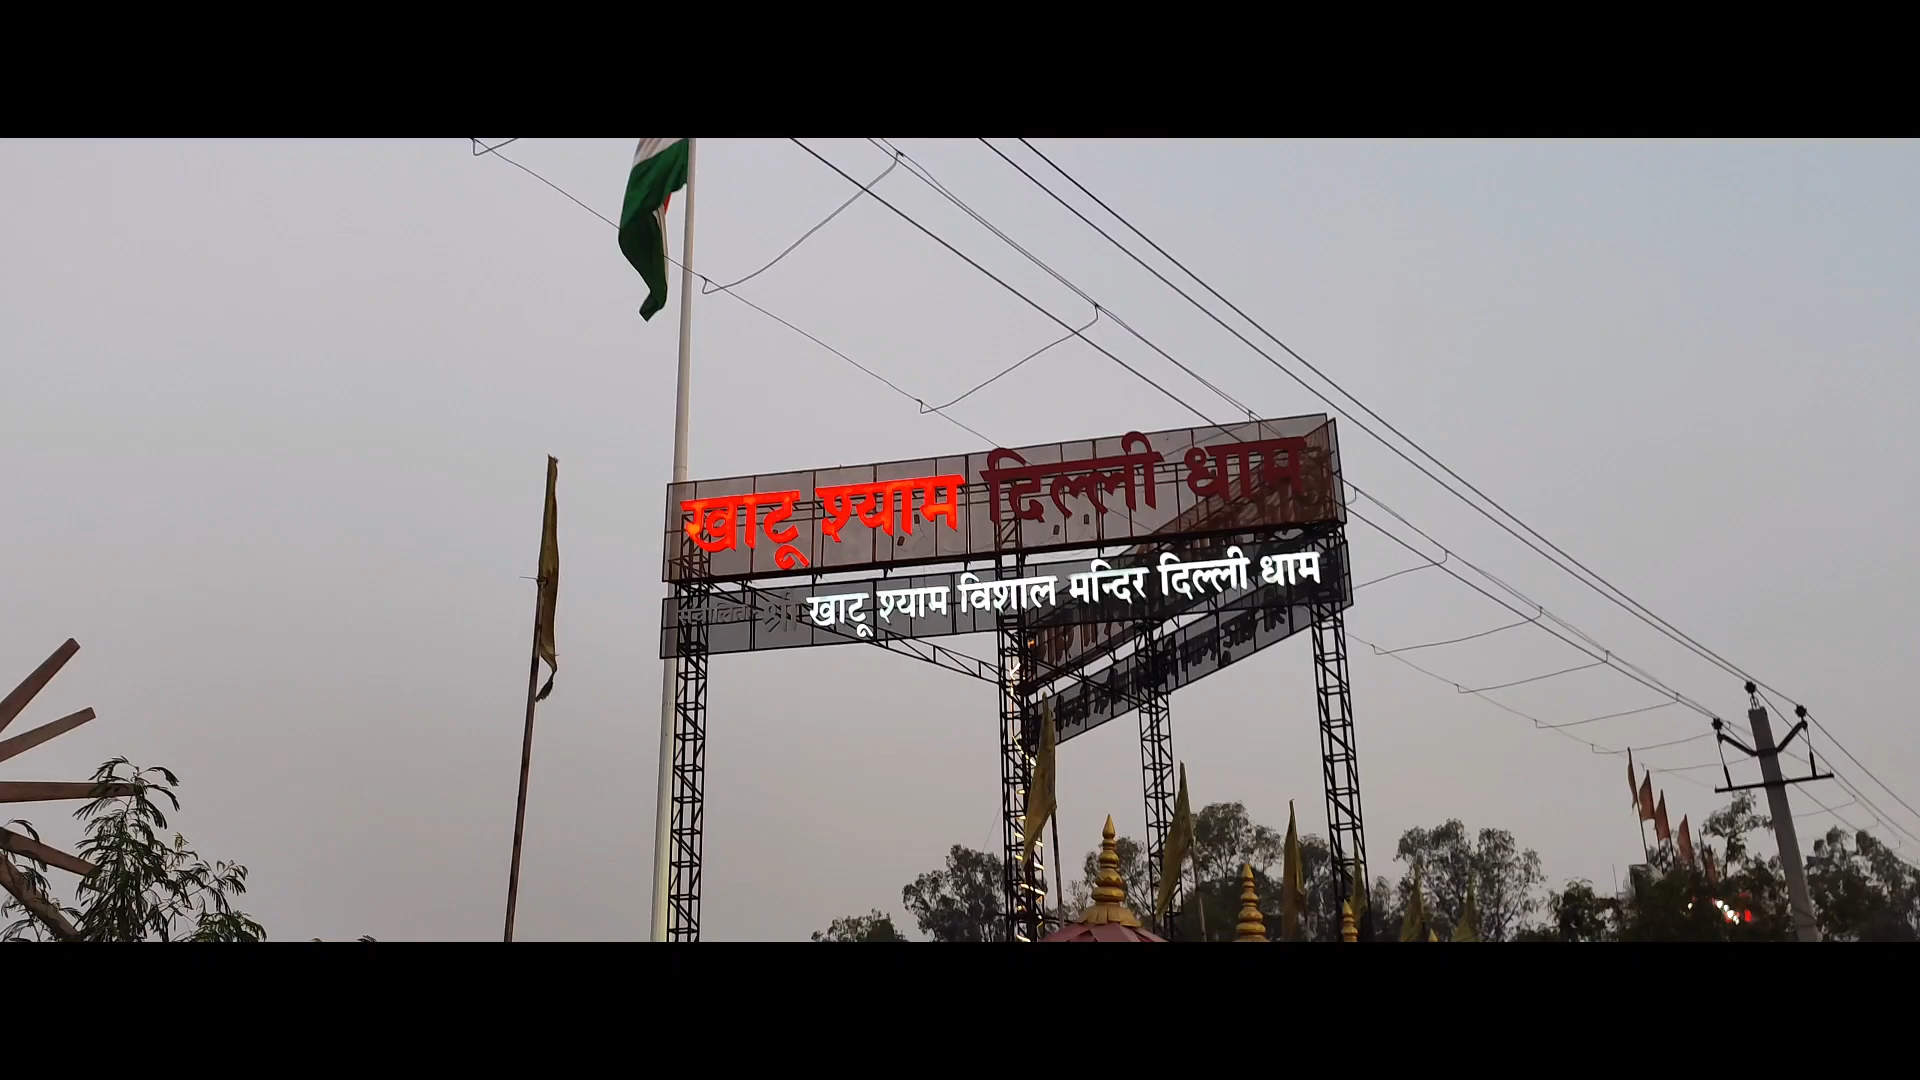 खाटू श्याम दिल्ली धाम
संचालित श्री खाटू श्याम विशाल मन्दिर दिल्ली धाम